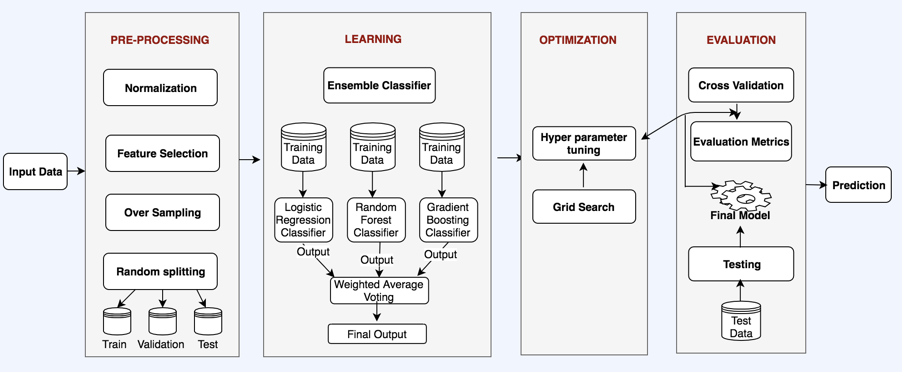 Input Data
PRE-PROCESSING
Normalization
Feature Selection
Over Sampling
Random splitting
Train
Validation
Test
LEARNING
Ensemble Classifier
Training
Data
Training
Data
Training
Data
Logistic
Regression
Classifier
Random
Forest
Classifier
Gradient
Boosting
Classifier
Output
Output
Output
Weighted Average
Voting
Final Output
OPTIMIZATION
Hyper parameter
tuning
Grid Search
EVALUATION
Cross Validation
Evaluation Metrics
Final Model
Testing
Test
Data
Prediction